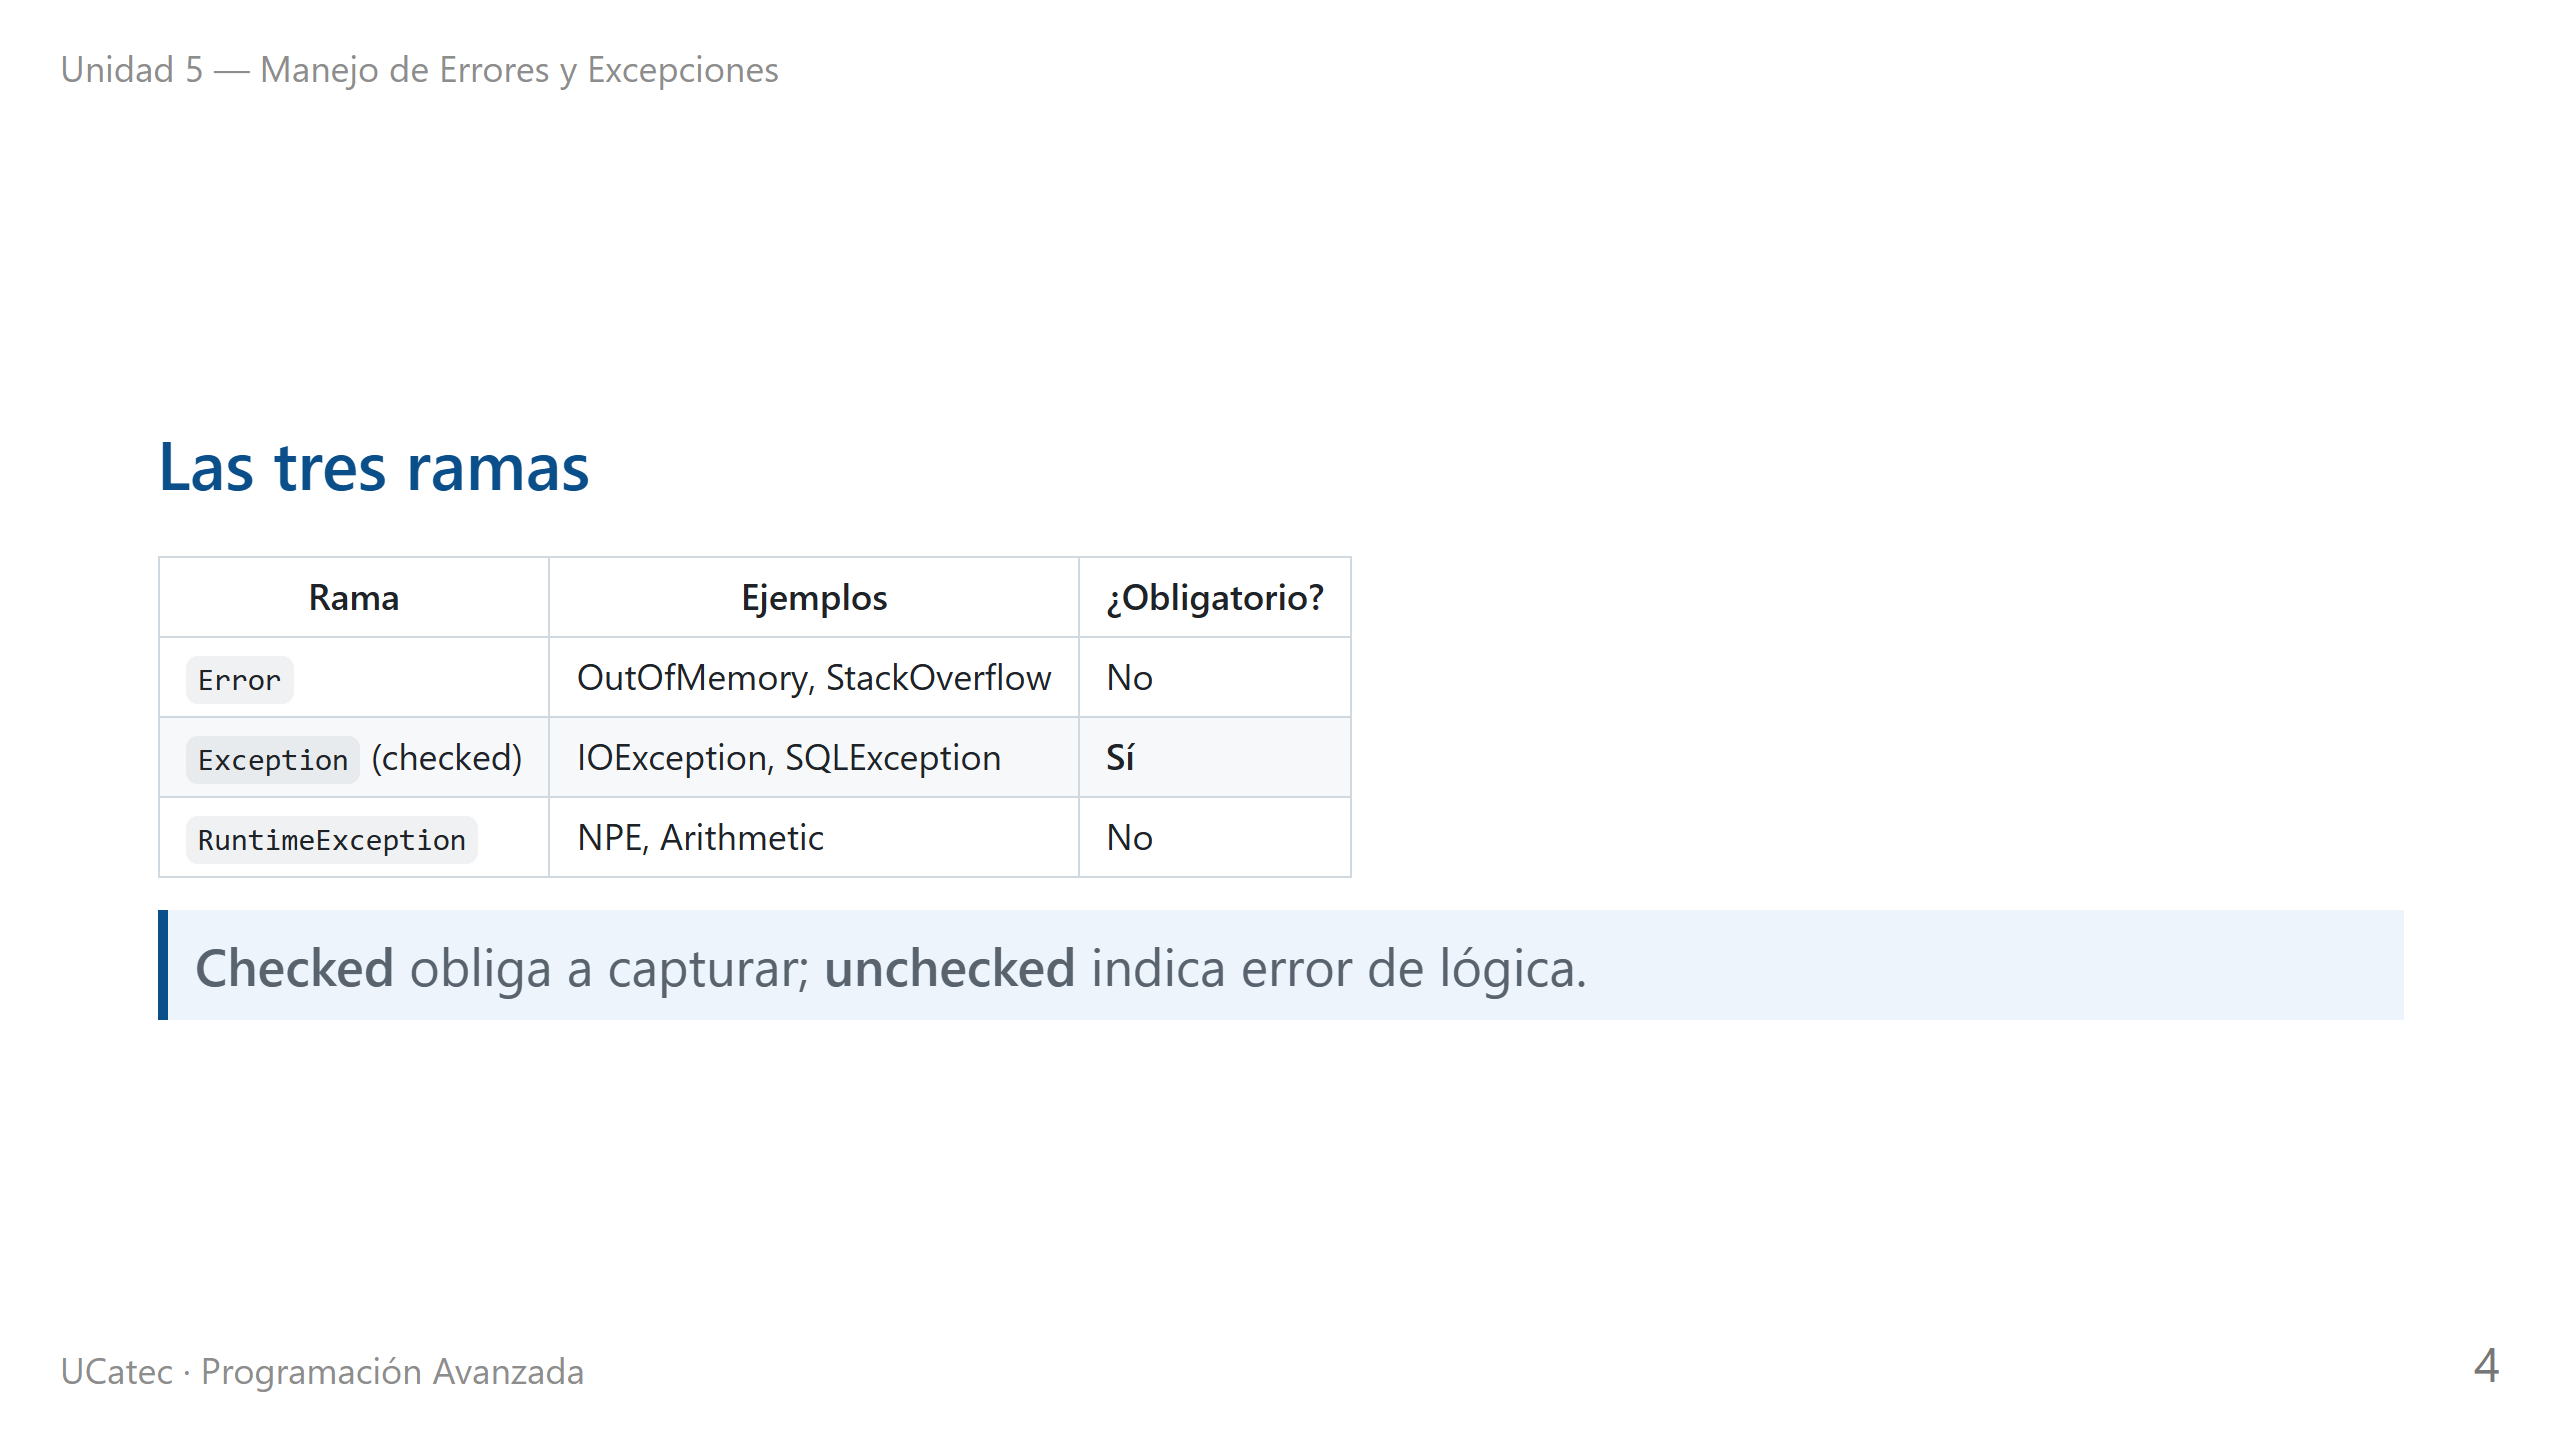 Unidad 5 — Manejo de Errores y Excepciones
Las tres ramas
Rama Ejemplos ¿Obligatorio?
Error OutOfMemory, StackOverflow No
Exception (checked) IOException, SQLException Sí
RuntimeException NPE, Arithmetic No
Checked obliga a capturar; unchecked indica error de lógica.
UCatec · Programación Avanzada
4